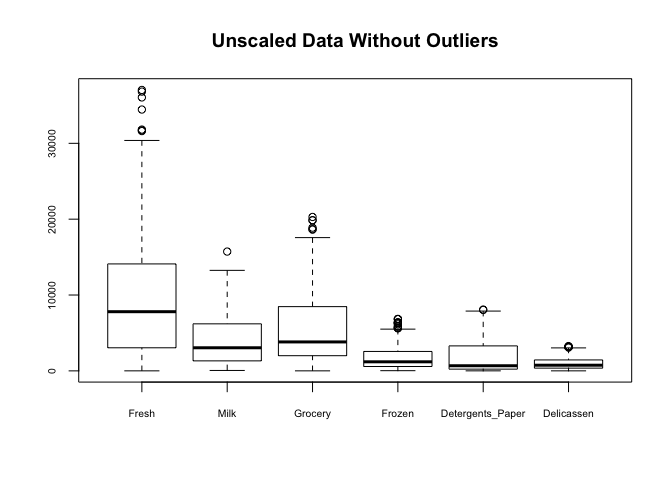 Unscaled Data Without Outliers
30000
20000
10000
0
Fresh Milk Grocery Frozen Detergents_Paper Delicassen